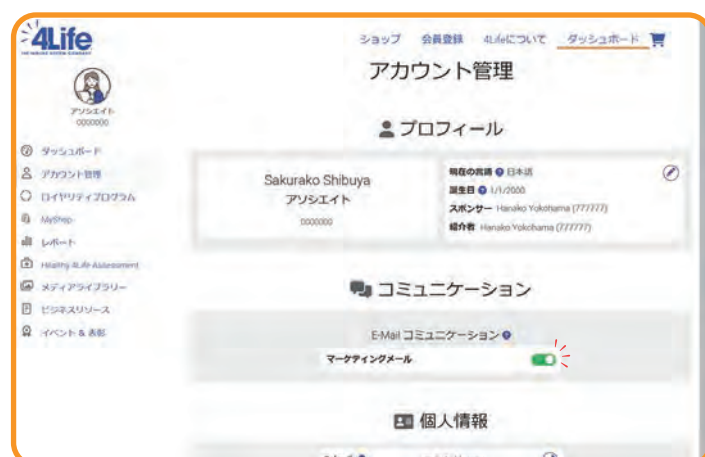 4Life
THE IMMUNE SYSTEM COMPANY
ショップ 会員登録 4Lifeについて ダッシュボード
アソシエイト
0000000
ダッシュボード
アカウント管理
ロイヤリティプログラム
MyShop
レポート
Healthy 4Life Assessment
メディアライブラリー
ビジネスリソース
イベント & 表彰
アカウント管理
プロフィール
Sakurako Shibuya
アソシエイト
0000000
現在の言語 日本語
誕生日 1/1/2000
スポンサー Hanako Yokohama (777777)
紹介者 Hanako Yokohama (777777)
コミュニケーション
E-Mail コミュニケーション
マーケティングメール
個人情報